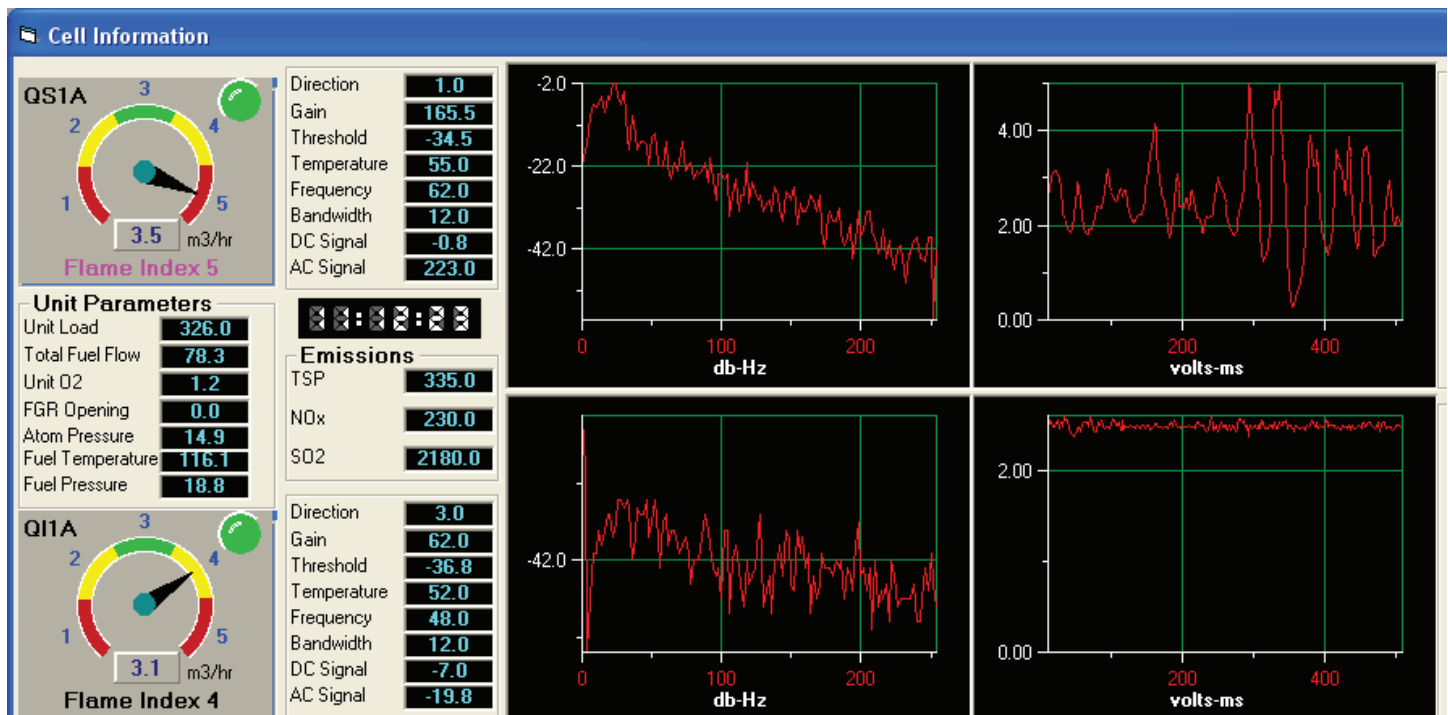 Cell Information
QS1A
1
2
3
4
5
3.5 m3/hr
Flame Index 5
Direction 1.0
Gain 165.5
Threshold -34.5
Temperature 55.0
Frequency 62.0
Bandwidth 12.0
DC Signal -0.8
AC Signal 223.0
-2.0
-22.0
-42.0
0 100 200
db-Hz
4.00
2.00
0.00
200 400
volts-ms
Unit Parameters
Unit Load 326.0
Total Fuel Flow 78.3
Unit O2 1.2
FGR Opening 0.0
Atom Pressure 14.9
Fuel Temperature 116.1
Fuel Pressure 18.8
Emissions
TSP 335.0
NOx 230.0
SO2 2180.0
QI1A
1
2
3
4
5
3.1 m3/hr
Flame Index 4
Direction 3.0
Gain 62.0
Threshold -36.8
Temperature 52.0
Frequency 48.0
Bandwidth 12.0
DC Signal -7.0
AC Signal -19.8
-42.0
0 100 200
db-Hz
2.00
0.00
200 400
volts-ms